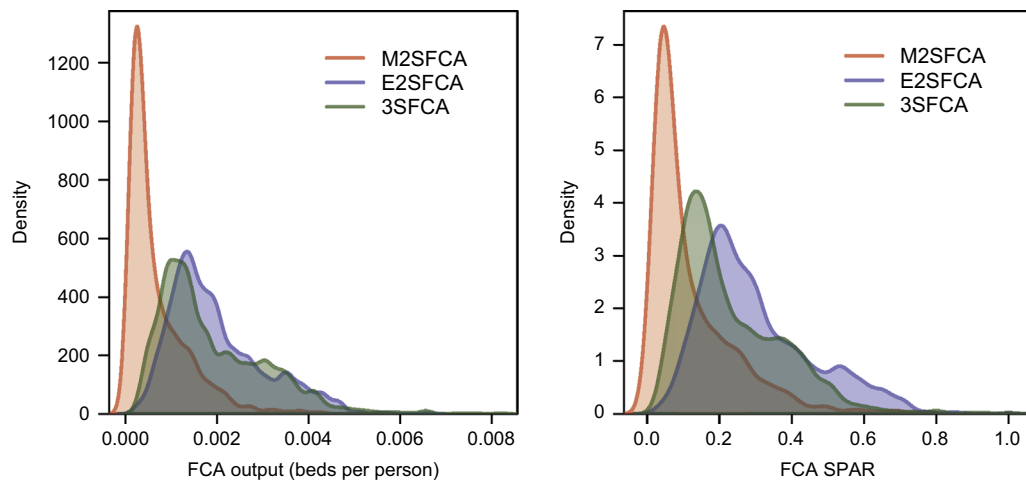 1200
1000
800
600
400
200
0
Density
M2SFCA
E2SFCA
3SFCA
0.000
0.002
0.004
0.006
0.008
FCA output (beds per person)
7
6
5
4
3
2
1
0
Density
M2SFCA
E2SFCA
3SFCA
0.0
0.2
0.4
0.6
0.8
1.0
FCA SPAR